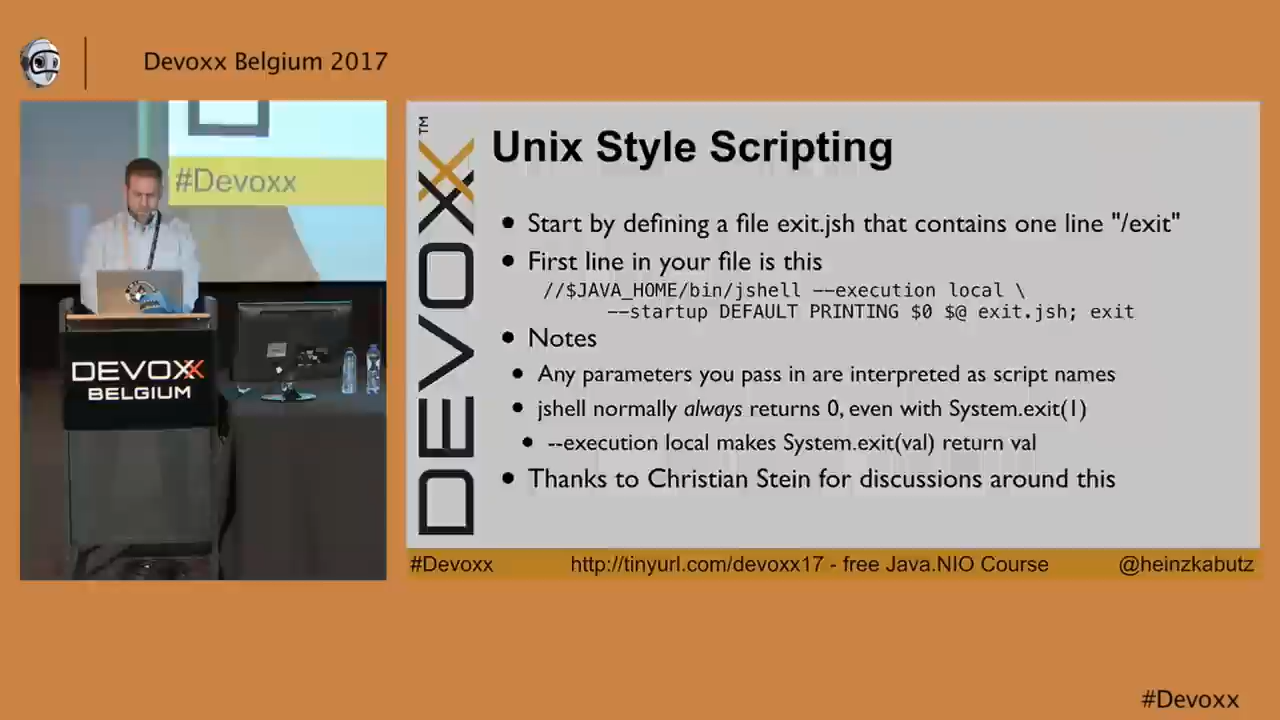 Devoxx Belgium 2017
#Devoxx
DEVOXX
BELGIUM
DEVOXX™
Unix Style Scripting
• Start by defining a file exit.jsh that contains one line "/exit"
• First line in your file is this
//$JAVA_HOME/bin/jshell --execution local \
--startup DEFAULT PRINTING $0 $@ exit.jsh; exit
• Notes
• Any parameters you pass in are interpreted as script names
• jshell normally always returns 0, even with System.exit(1)
• --execution local makes System.exit(val) return val
• Thanks to Christian Stein for discussions around this
#Devoxx http://tinyurl.com/devoxx17 - free Java.NIO Course @heinzkabutz
#Devoxx